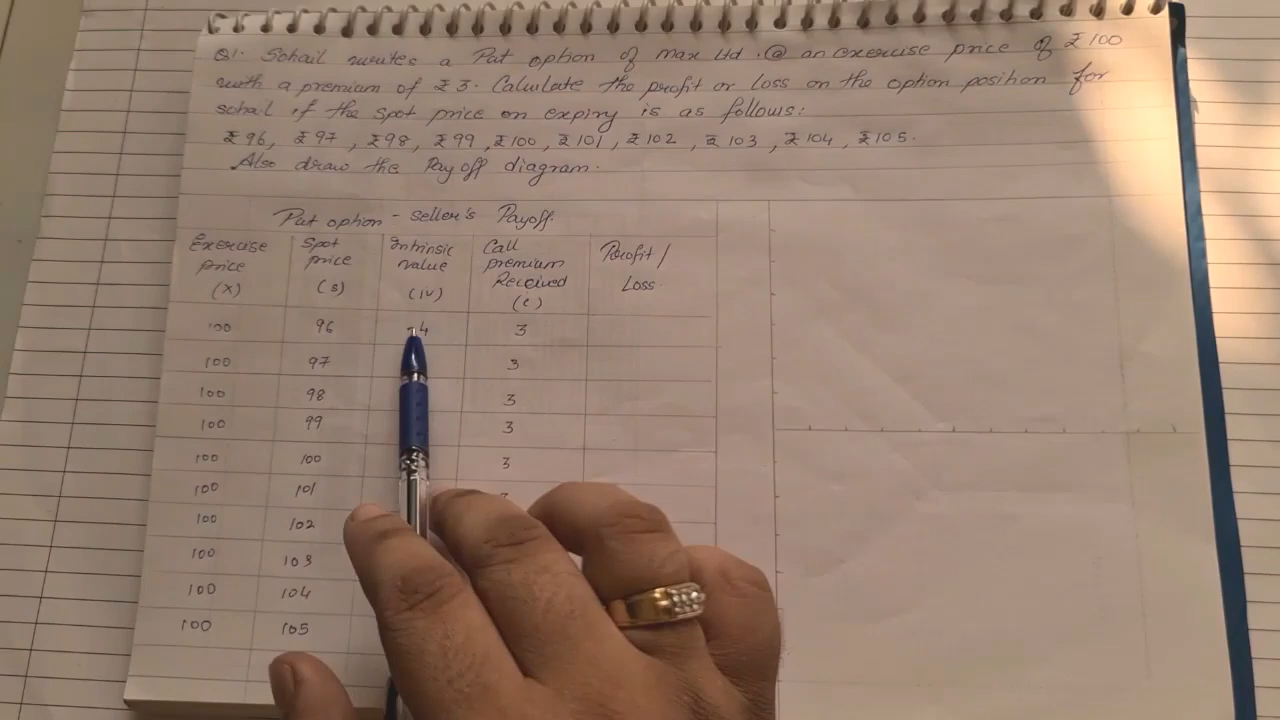 Q1. Sohail writes a Put option of Max Ltd. @ an exercise price of ₹100
with a premium of ₹3. Calculate the profit or loss on the option position for
sohail if the spot price on expiry is as follows:
₹96, ₹97, ₹98, ₹99, ₹100, ₹101, ₹102, ₹103, ₹104, ₹105.
Also draw the Pay off diagram.
Put option - seller's Payoff.
Exercise price (X) Spot price (S) Intrinsic value (IV) Call premium Received (c) Profit/ Loss
100 96 -4 3
100 97 3
100 98 3
100 99 3
100 100 3
100 101
100 102
100 103
100 104
100 105